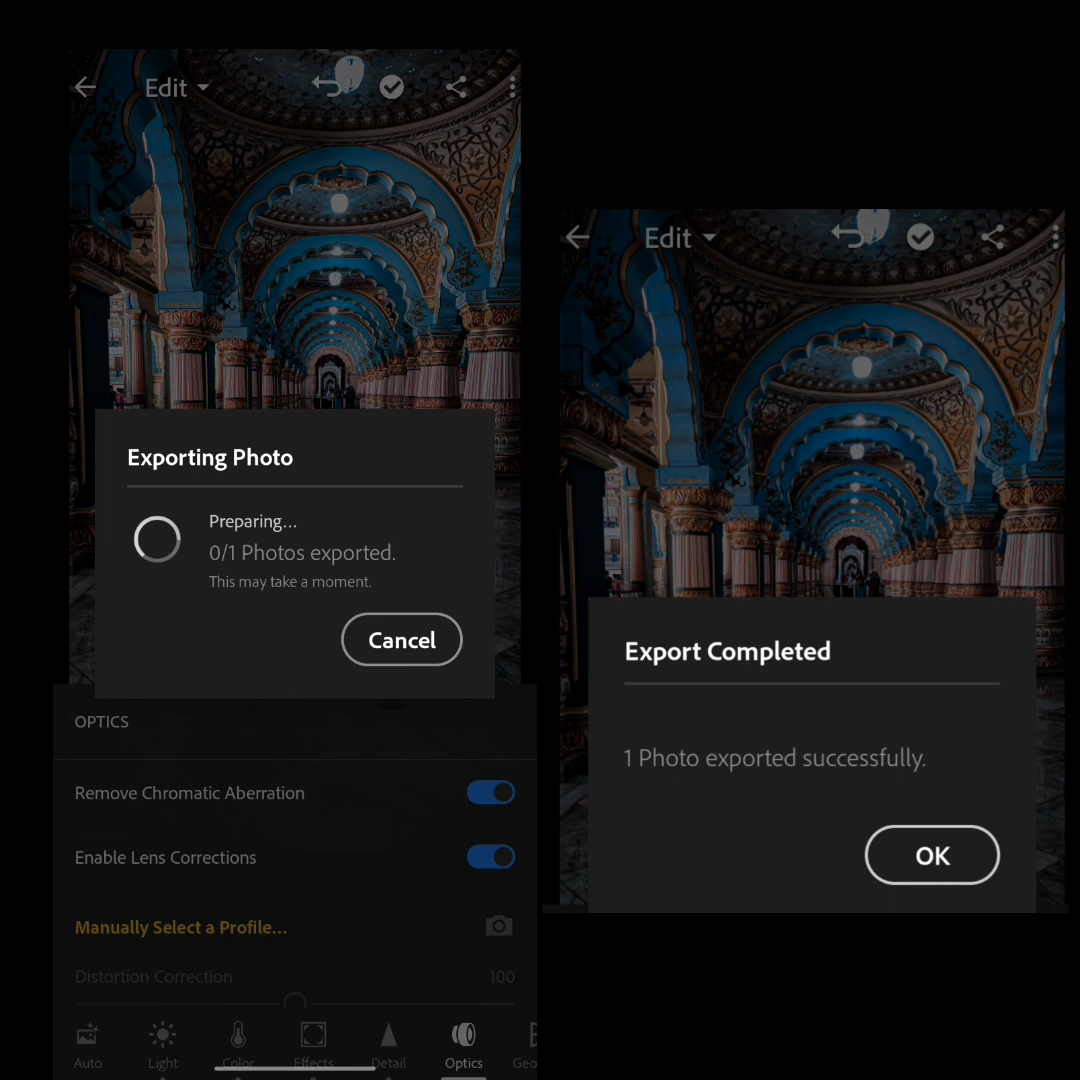 Edit
Exporting Photo
Preparing...
0/1 Photos exported.
This may take a moment.
Cancel
OPTICS
Remove Chromatic Aberration
Enable Lens Corrections
Manually Select a Profile...
Distortion Correction 100
Auto Light Color Effects Detail Optics Geo
Edit
Export Completed
1 Photo exported successfully.
OK